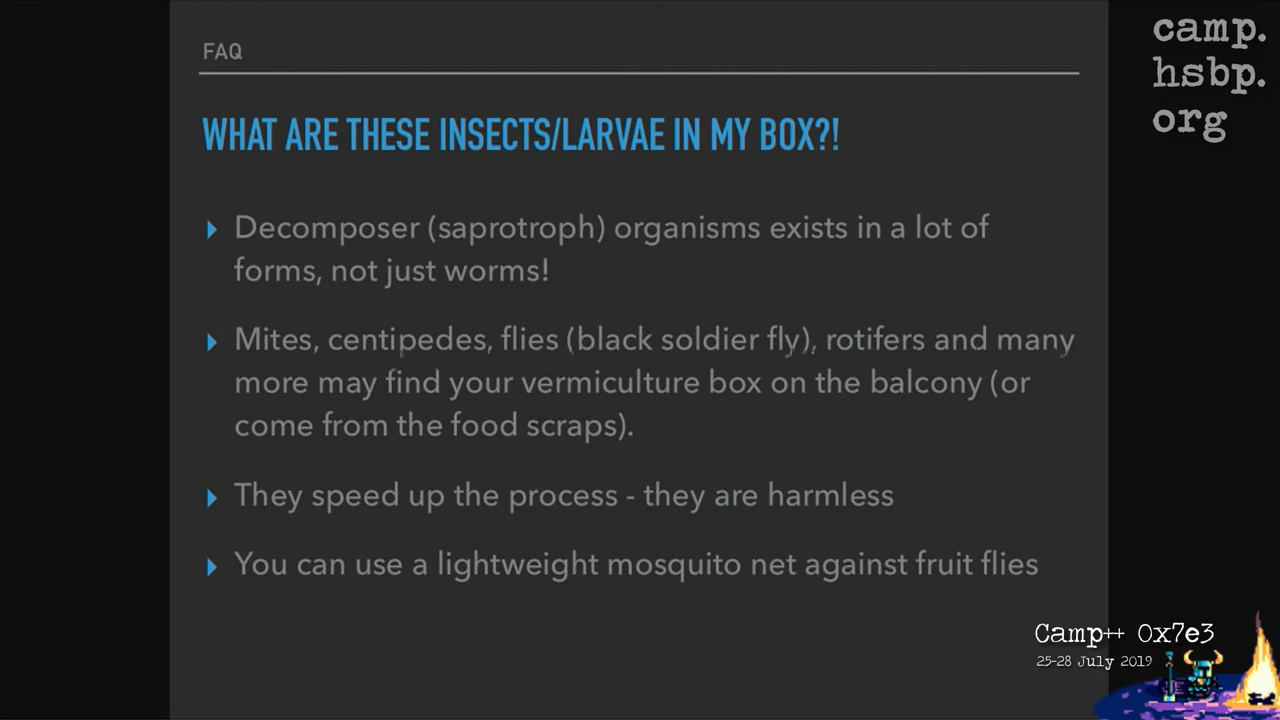 FAQ
WHAT ARE THESE INSECTS/LARVAE IN MY BOX?!
Decomposer (saprotroph) organisms exists in a lot of
forms, not just worms!
Mites, centipedes, flies (black soldier fly), rotifers and many
more may find your vermiculture box on the balcony (or
come from the food scraps).
They speed up the process - they are harmless
You can use a lightweight mosquito net against fruit flies
camp.
hsbp.
org
Camp++ 0x7e3
25-28 July 2019